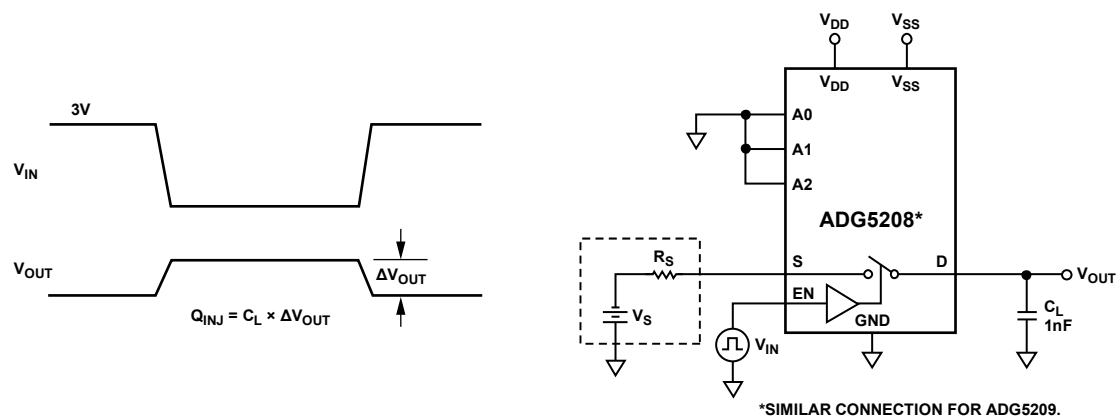 3V
V_IN
V_OUT
ΔV_OUT
Q_INJ = C_L × ΔV_OUT
V_DD V_SS
V_DD V_SS
A0
A1
A2
ADG5208*
R_S
S D
V_OUT
EN
V_S
GND
C_L
1nF
V_IN
*SIMILAR CONNECTION FOR ADG5209.